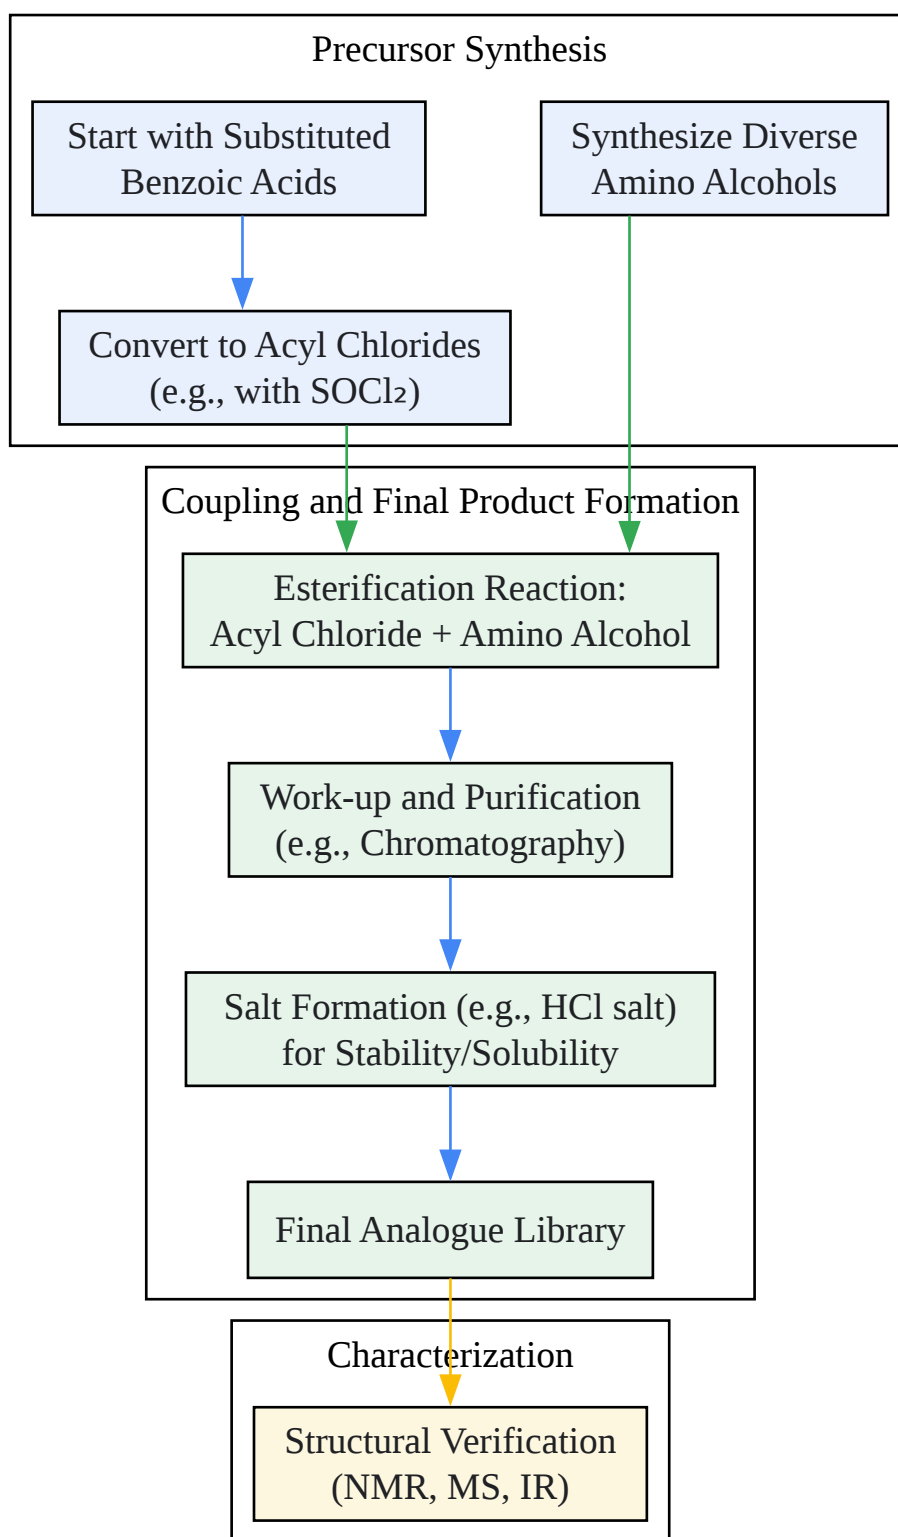 Precursor Synthesis
Start with Substituted
Benzoic Acids
Synthesize Diverse
Amino Alcohols
Convert to Acyl Chlorides
(e.g., with SOCl₂)
Coupling and Final Product Formation
Esterification Reaction:
Acyl Chloride + Amino Alcohol
Work-up and Purification
(e.g., Chromatography)
Salt Formation (e.g., HCl salt)
for Stability/Solubility
Final Analogue Library
Characterization
Structural Verification
(NMR, MS, IR)